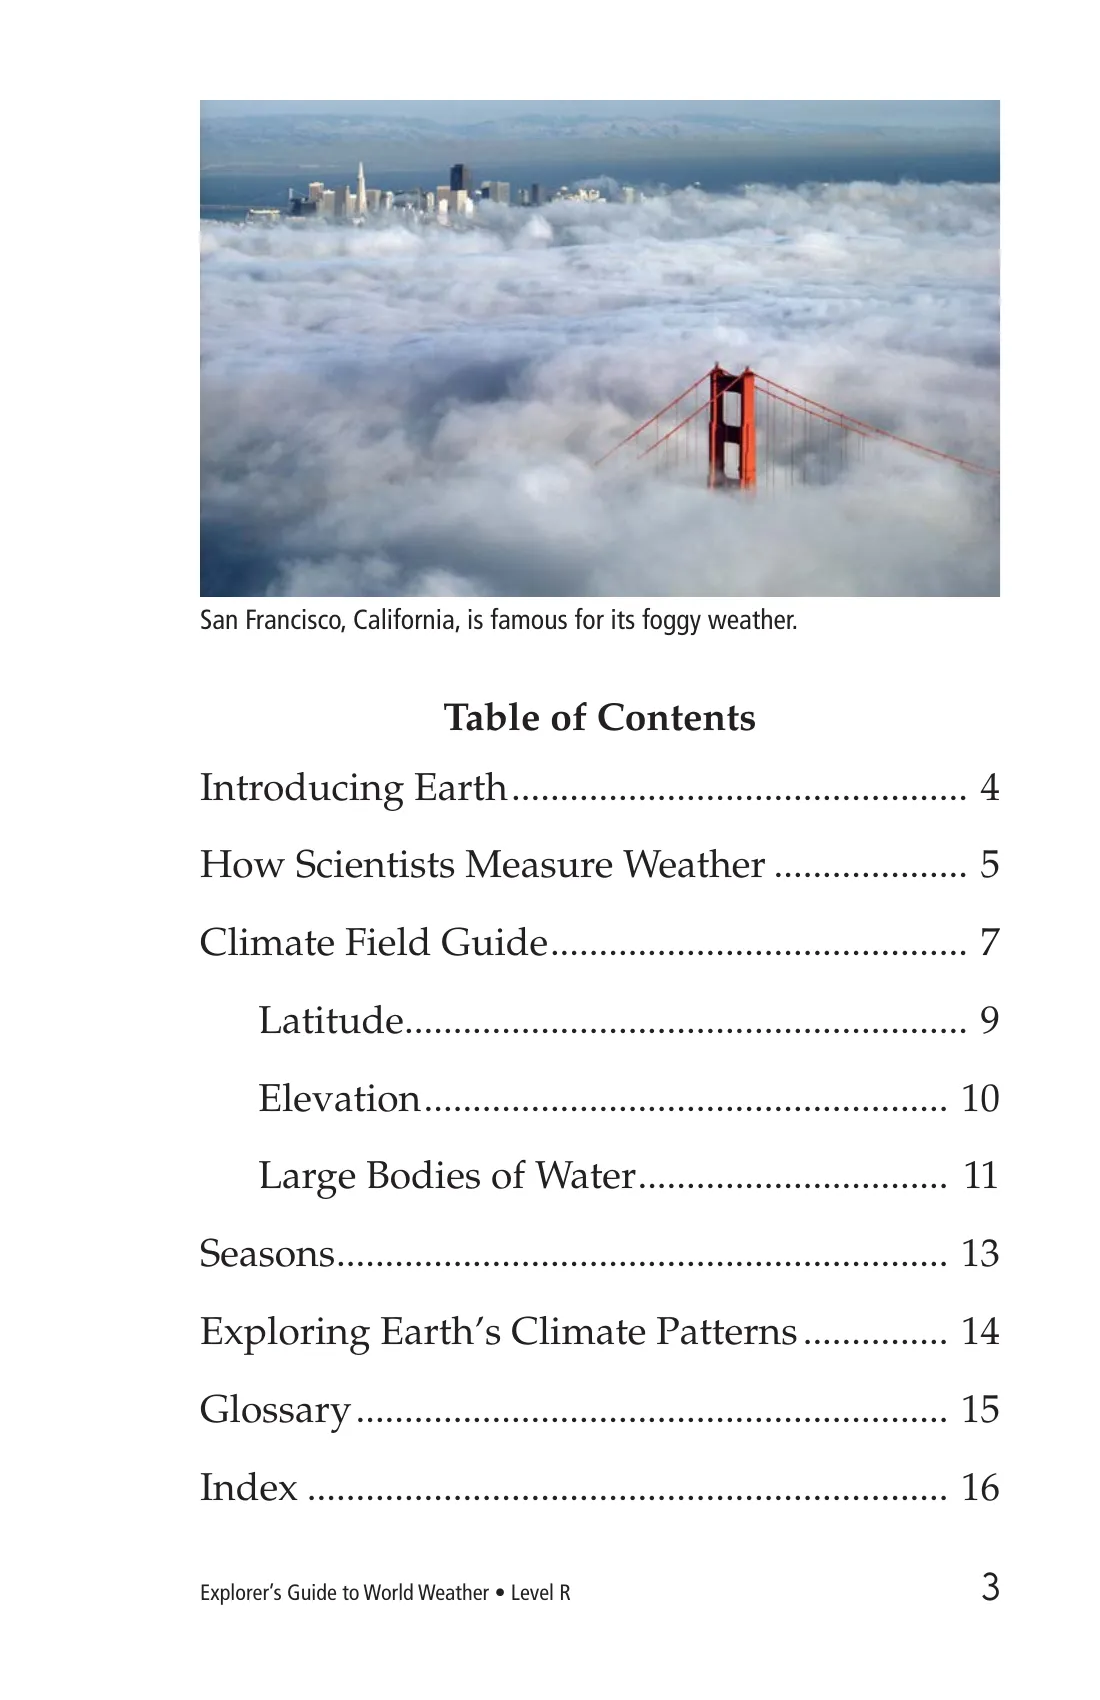 San Francisco, California, is famous for its foggy weather.
Table of Contents
Introducing Earth............................................... 4
How Scientists Measure Weather .................... 5
Climate Field Guide........................................... 7
Latitude.......................................................... 9
Elevation...................................................... 10
Large Bodies of Water................................ 11
Seasons............................................................... 13
Exploring Earth’s Climate Patterns............... 14
Glossary............................................................. 15
Index .................................................................. 16
Explorer’s Guide to World Weather • Level R 3